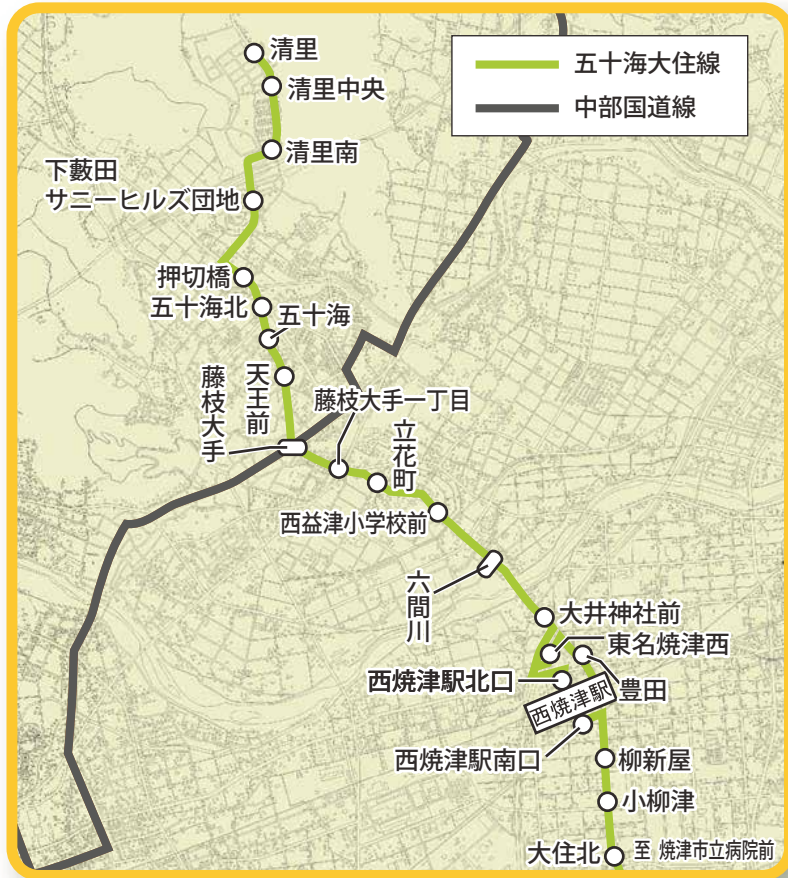 清里
五十海大住線
清里中央
中部国道線
清里南
下藪田
サニーヒルズ団地
押切橋
五十海北
五十海
天王前
藤枝大手
藤枝大手一丁目
立花町
西益津小学校前
六間川
大井神社前
東名焼津西
西焼津駅北口
豊田
西焼津駅
西焼津駅南口
柳新屋
小柳津
大住北
至 焼津市立病院前